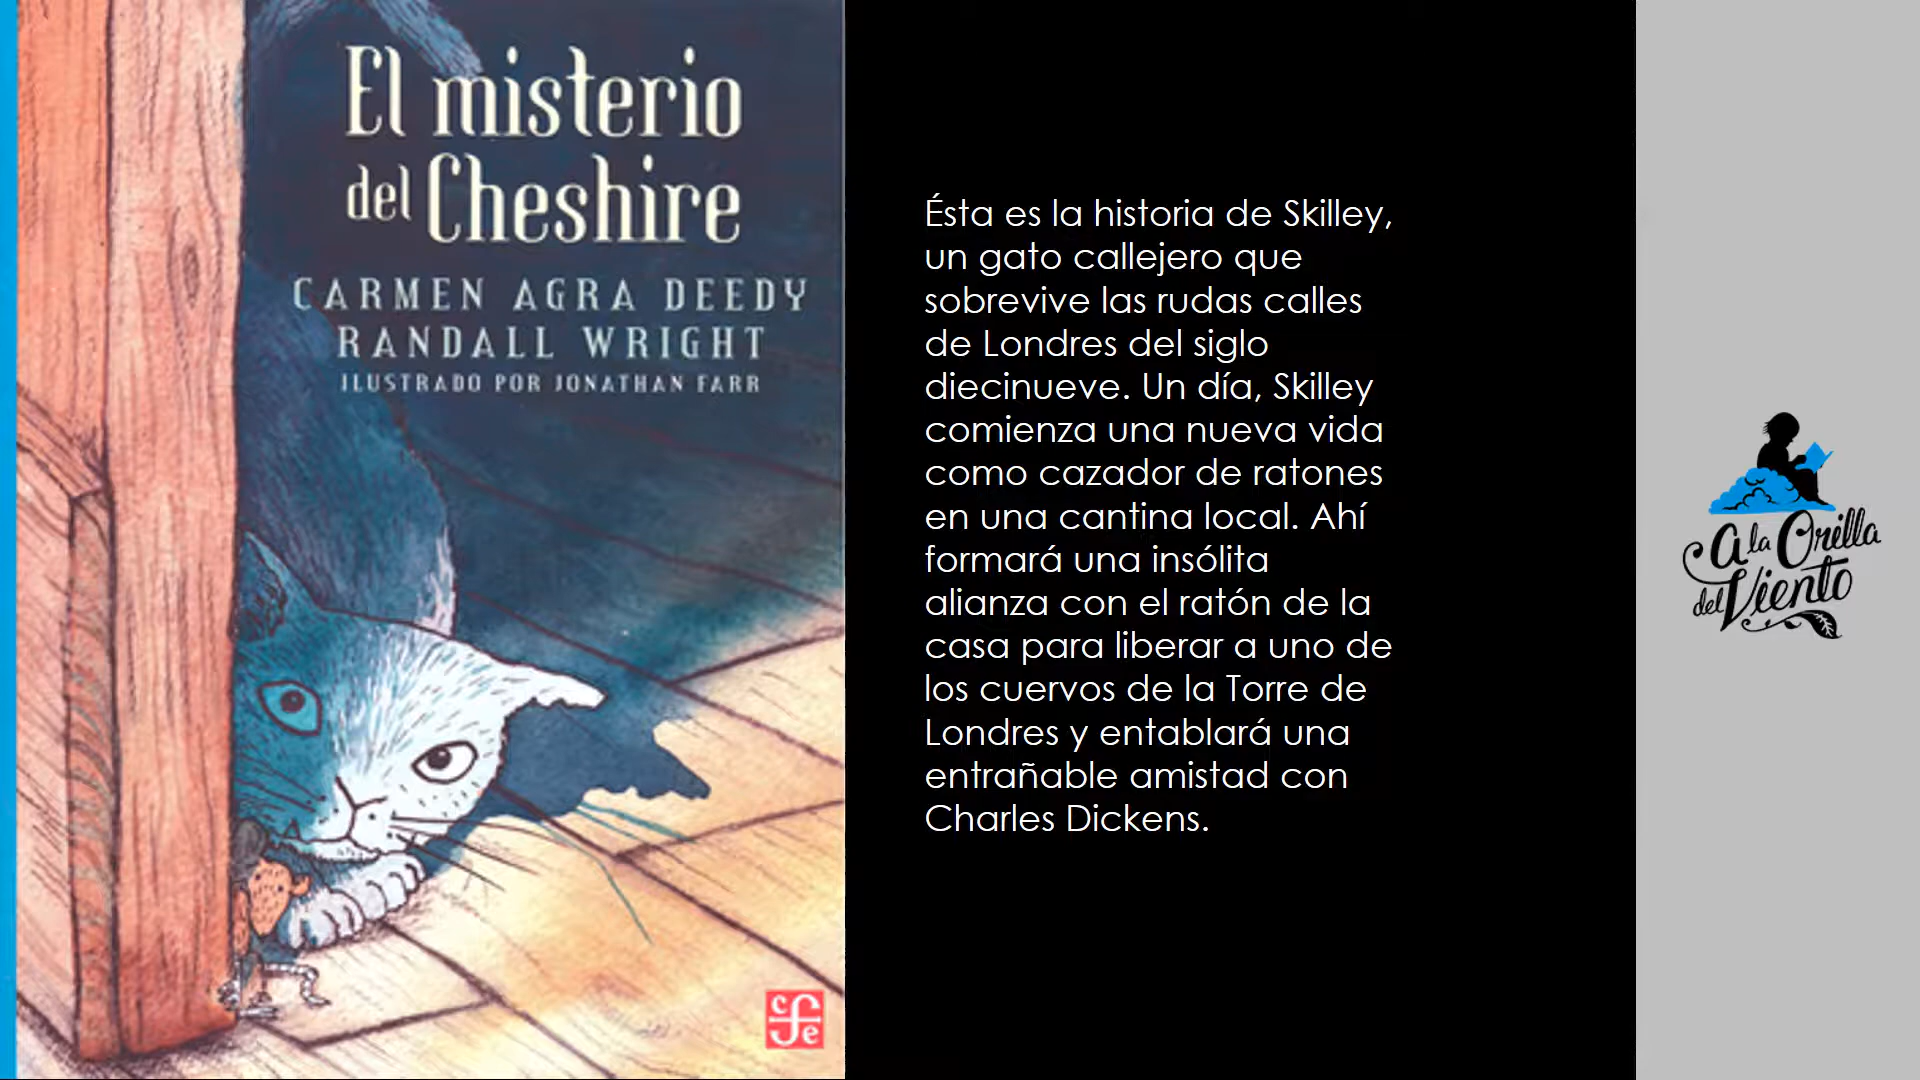 El misterio
del Cheshire
CARMEN AGRA DEEDY
RANDALL WRIGHT
ILUSTRADO POR JONATHAN FARR
cfe
Ésta es la historia de Skilley,
un gato callejero que
sobrevive las rudas calles
de Londres del siglo
diecinueve. Un día, Skilley
comienza una nueva vida
como cazador de ratones
en una cantina local. Ahí
formará una insólita
alianza con el ratón de la
casa para liberar a uno de
los cuervos de la Torre de
Londres y entablará una
entrañable amistad con
Charles Dickens.
A la Orilla
del Viento